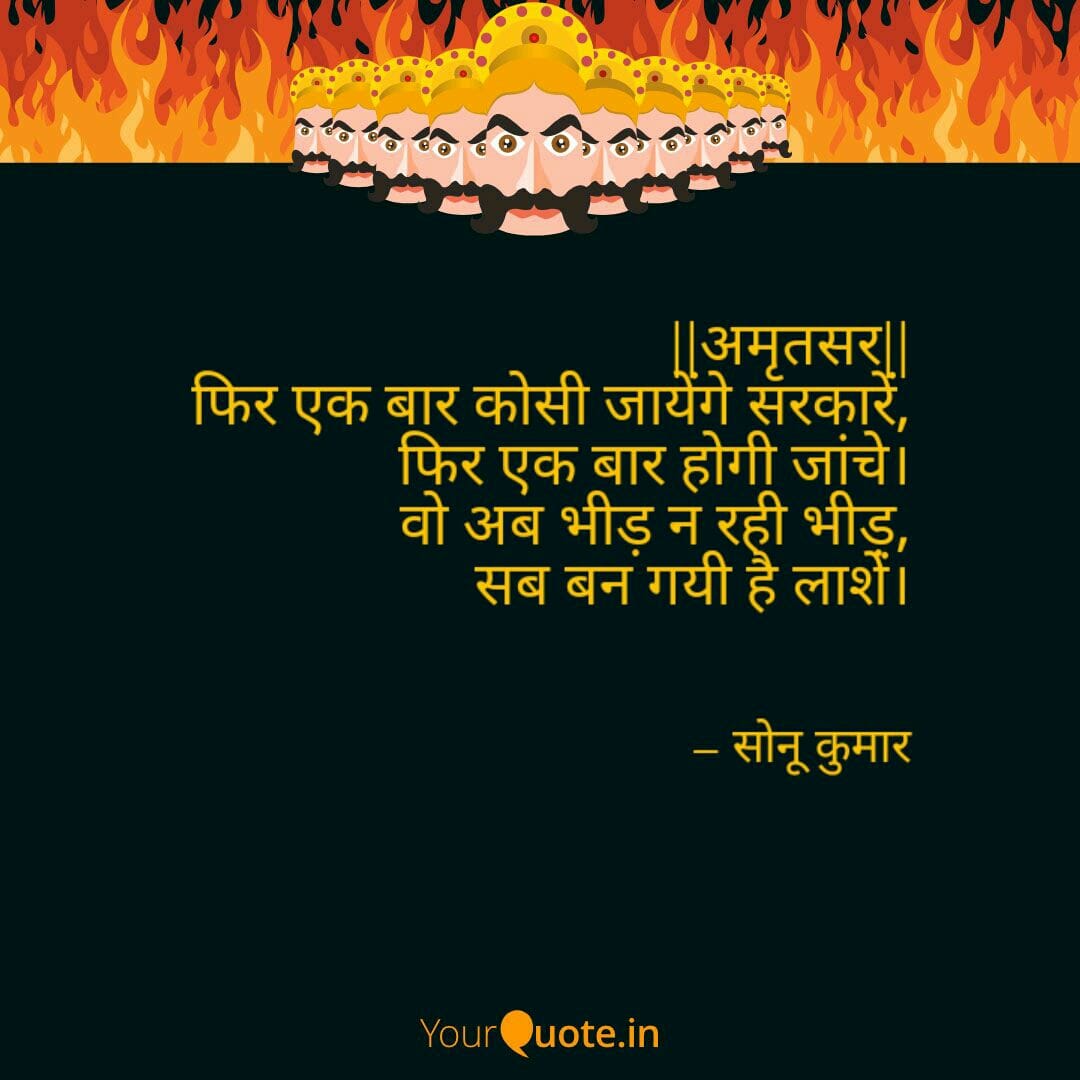 ||अमृतसर||
फिर एक बार कोसी जायेंगे सरकारें,
फिर एक बार होगी जांचे।
वो अब भीड़ न रही भीड़,
सब बन गयी है लाशें।
– सोनू कुमार
YourQuote.in